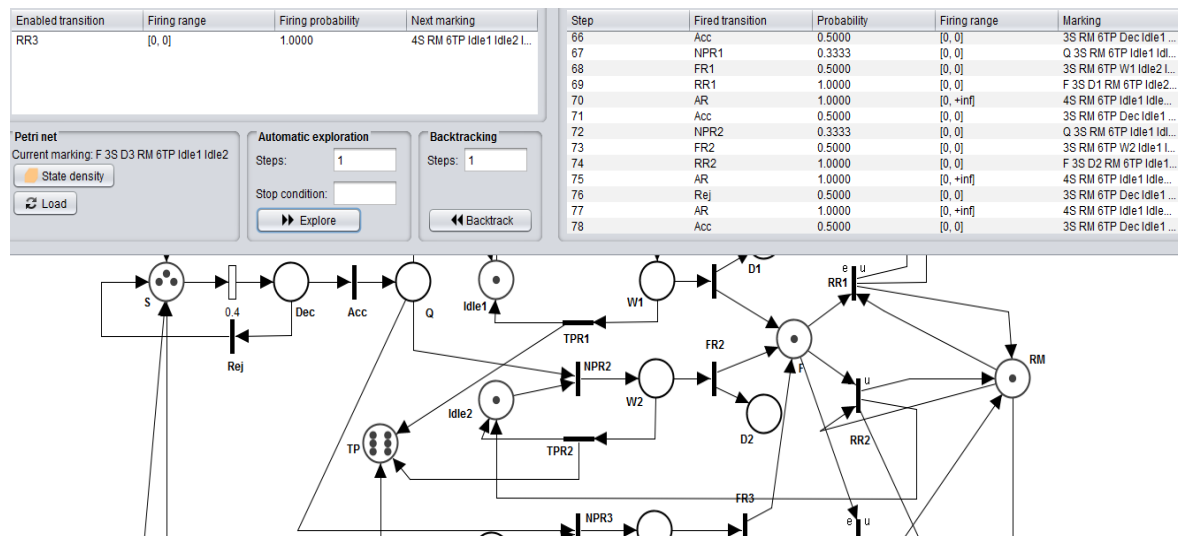 Enabled transition Firing range Firing probability Next marking
RR3 [0, 0] 1.0000 4S RM 6TP Idle1 Idle2 I...
Petri net
Current marking: F 3S D3 RM 6TP Idle1 Idle2
State density
Load
Automatic exploration
Steps: 1
Stop condition:
Explore
Backtracking
Steps: 1
Backtrack
Step Fired transition Probability Firing range Marking
66 Acc 0.5000 [0, 0] 3S RM 6TP Dec Idle1 ...
67 NPR1 0.3333 [0, 0] Q 3S RM 6TP Idle1 Idl...
68 FR1 0.5000 [0, 0] 3S RM 6TP W1 Idle2 I...
69 RR1 1.0000 [0, 0] F 3S D1 RM 6TP Idle2...
70 AR 1.0000 [0, +inf] 4S RM 6TP Idle1 Idle...
71 Acc 0.5000 [0, 0] 3S RM 6TP Dec Idle1 ...
72 NPR2 0.3333 [0, 0] Q 3S RM 6TP Idle1 Idl...
73 FR2 0.5000 [0, 0] 3S RM 6TP W2 Idle1 I...
74 RR2 1.0000 [0, 0] F 3S D2 RM 6TP Idle1...
75 AR 1.0000 [0, +inf] 4S RM 6TP Idle1 Idle...
76 Rej 0.5000 [0, 0] 3S RM 6TP Dec Idle1 ...
77 AR 1.0000 [0, +inf] 4S RM 6TP Idle1 Idle...
78 Acc 0.5000 [0, 0] 3S RM 6TP Dec Idle1 ...
D1
e u
RR1
S
0.4
Dec
Acc
Q
Idle1
W1
Rej
TPR1
FR2
F
RM
NPR2
u
W2
Idle2
D2
RR2
TP
TPR2
FR3
NPR3
e u